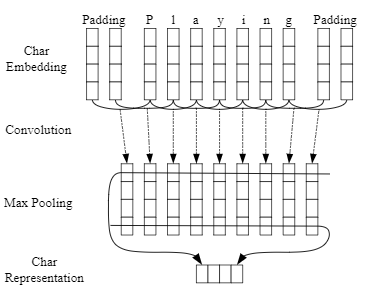 Padding P l a y i n g Padding
Char
Embedding
Convolution
Max Pooling
Char
Representation